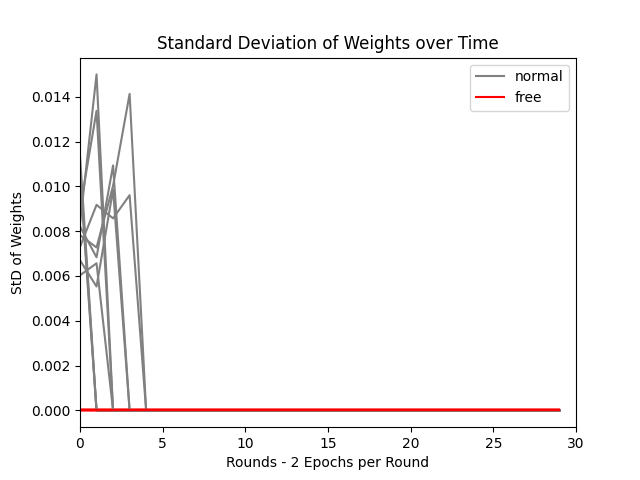 Standard Deviation of Weights over Time
normal
free
0.014
0.012
0.010
0.008
0.006
0.004
0.002
0.000
StD of Weights
0 5 10 15 20 25 30
Rounds - 2 Epochs per Round